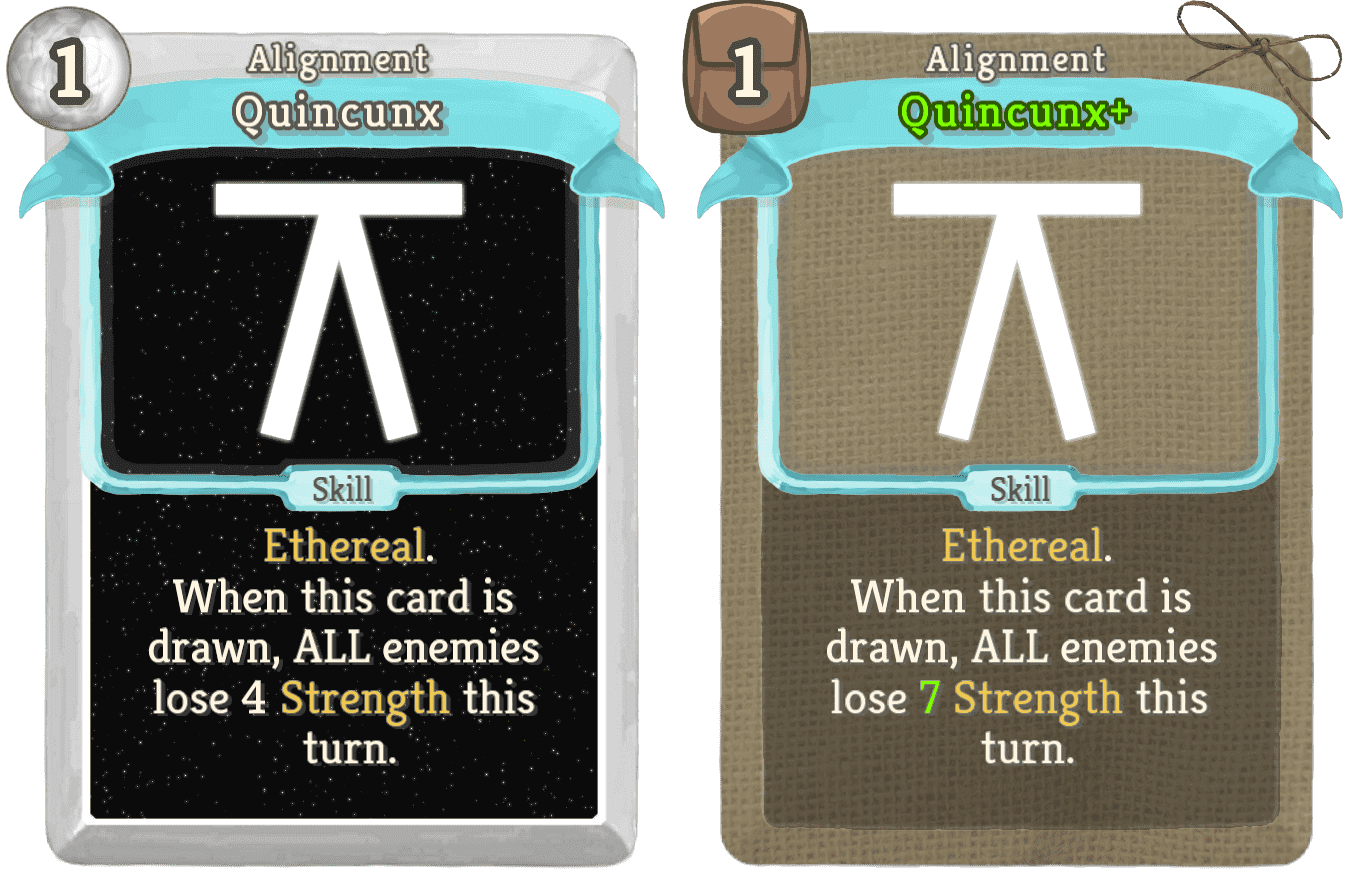 1
Alignment
Quincunx
Skill
Ethereal.
When this card is
drawn, ALL enemies
lose 4 Strength this
turn.
1
Alignment
Quincunx+
Skill
Ethereal.
When this card is
drawn, ALL enemies
lose 7 Strength this
turn.